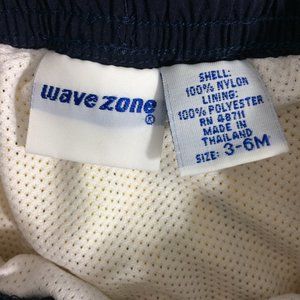 wave zone
®
SHELL:
100% NYLON
LINING:
100% POLYESTER
RN 48711
MADE IN
THAILAND
SIZE: 3-6M